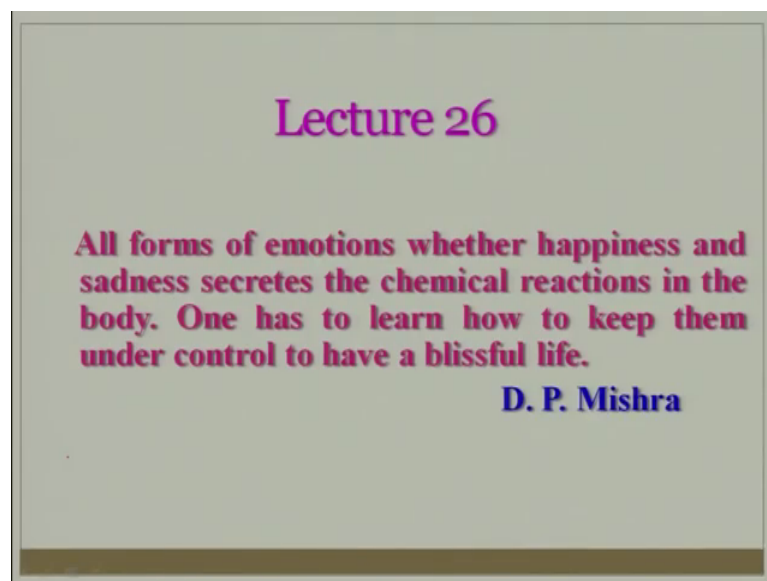 Lecture 26
All forms of emotions whether happiness and
sadness secretes the chemical reactions in the
body. One has to learn how to keep them
under control to have a blissful life.
D. P. Mishra